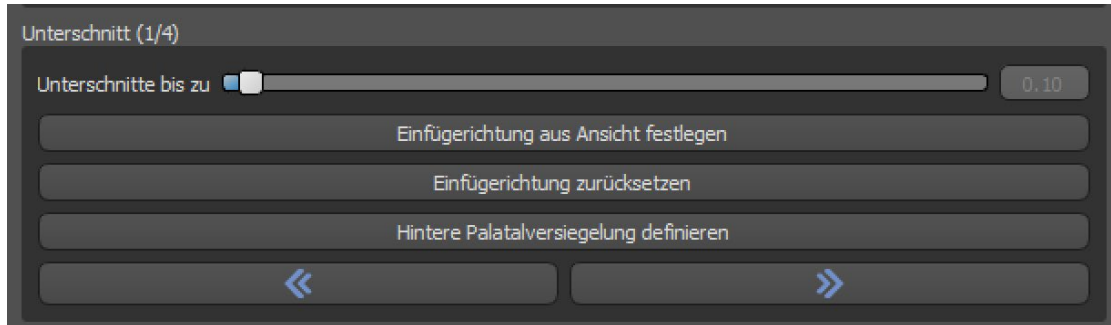 Unterschnitt (1/4)
Unterschnitte bis zu 0.10
Einfügerichtung aus Ansicht festlegen
Einfügerichtung zurücksetzen
Hintere Palatalversiegelung definieren